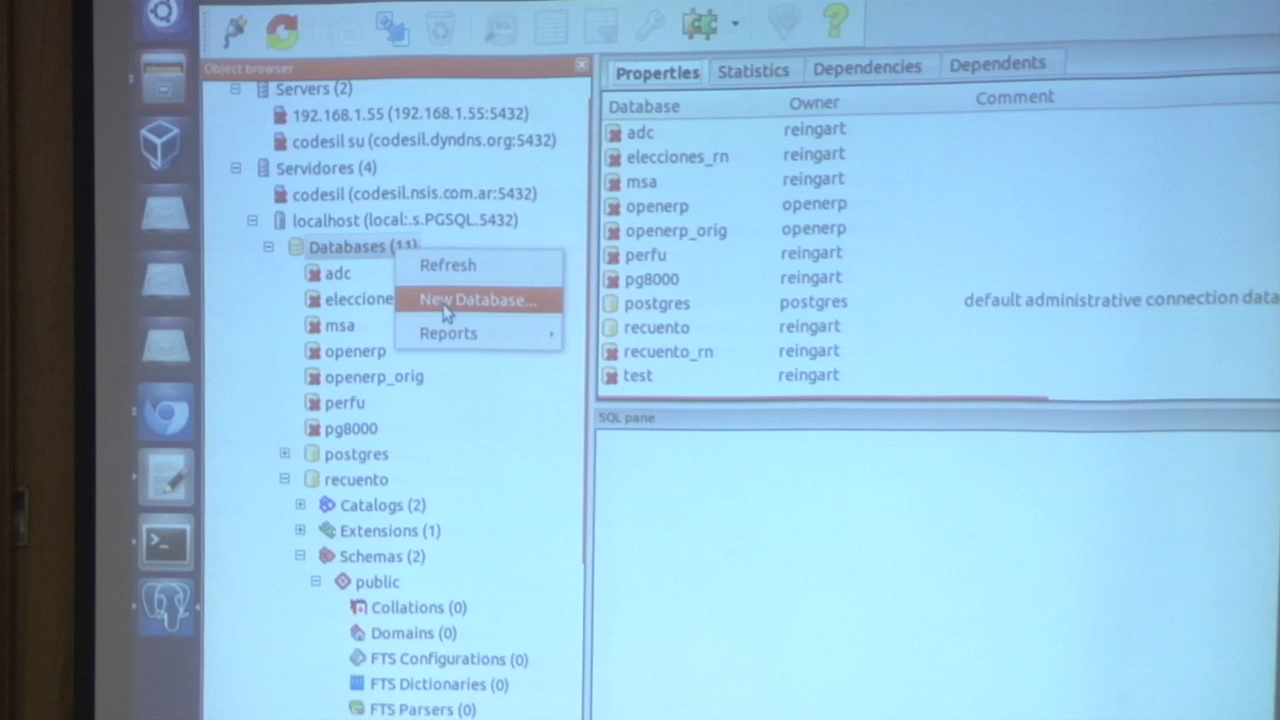 Object browser
Servers (2)
192.168.1.55 (192.168.1.55:5432)
codesil su (codesil.dyndns.org:5432)
Servidores (4)
codesil (codesil.nsis.com.ar:5432)
localhost (local:.s.PGSQL.5432)
Databases (11)
adc
eleccione
msa
openerp
openerp_orig
perfu
pg8000
postgres
recuento
Catalogs (2)
Extensions (1)
Schemas (2)
public
Collations (0)
Domains (0)
FTS Configurations (0)
FTS Dictionaries (0)
FTS Parsers (0)
Refresh
New Database...
Reports
Properties Statistics Dependencies Dependents
Database Owner Comment
adc reingart
elecciones_rn reingart
msa reingart
openerp openerp
openerp_orig openerp
perfu reingart
pg8000 reingart
postgres postgres default administrative connection data
recuento reingart
recuento_rn reingart
test reingart
SQL pane